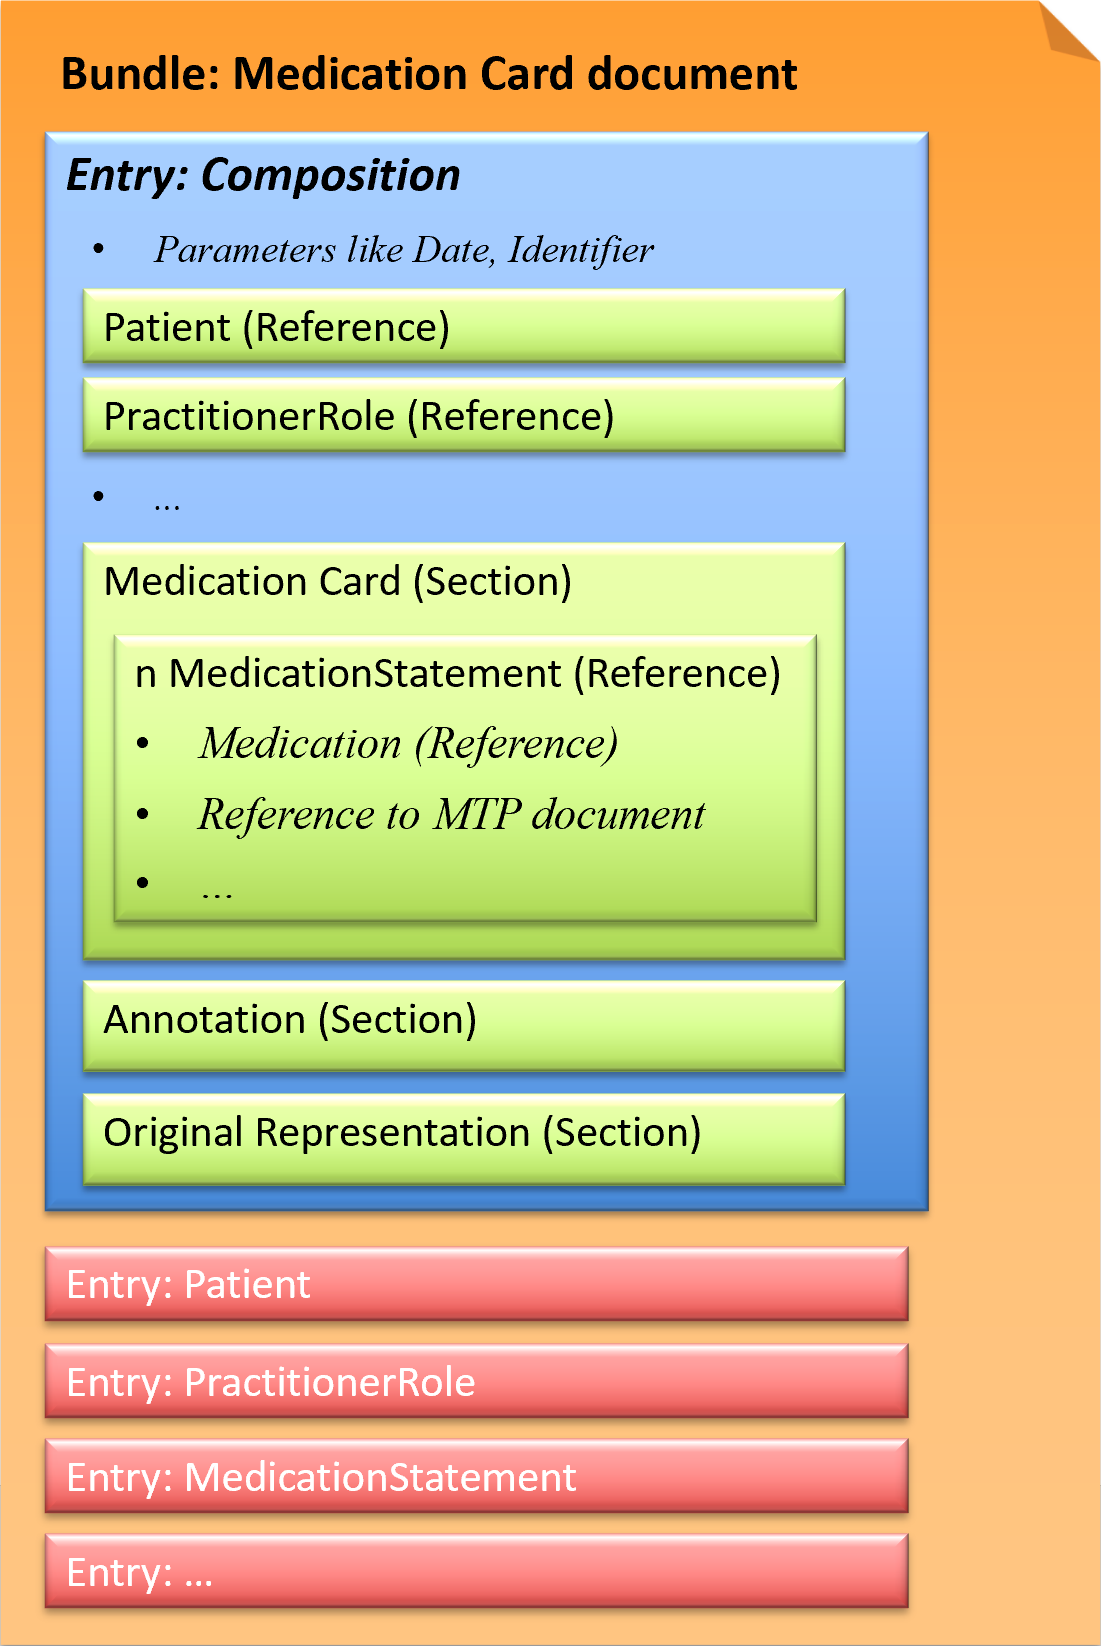 Bundle: Medication Card document
Entry: Composition
• Parameters like Date, Identifier
Patient (Reference)
PractitionerRole (Reference)
• ...
Medication Card (Section)
n MedicationStatement (Reference)
• Medication (Reference)
• Reference to MTP document
• ...
Annotation (Section)
Original Representation (Section)
Entry: Patient
Entry: PractitionerRole
Entry: MedicationStatement
Entry: ...